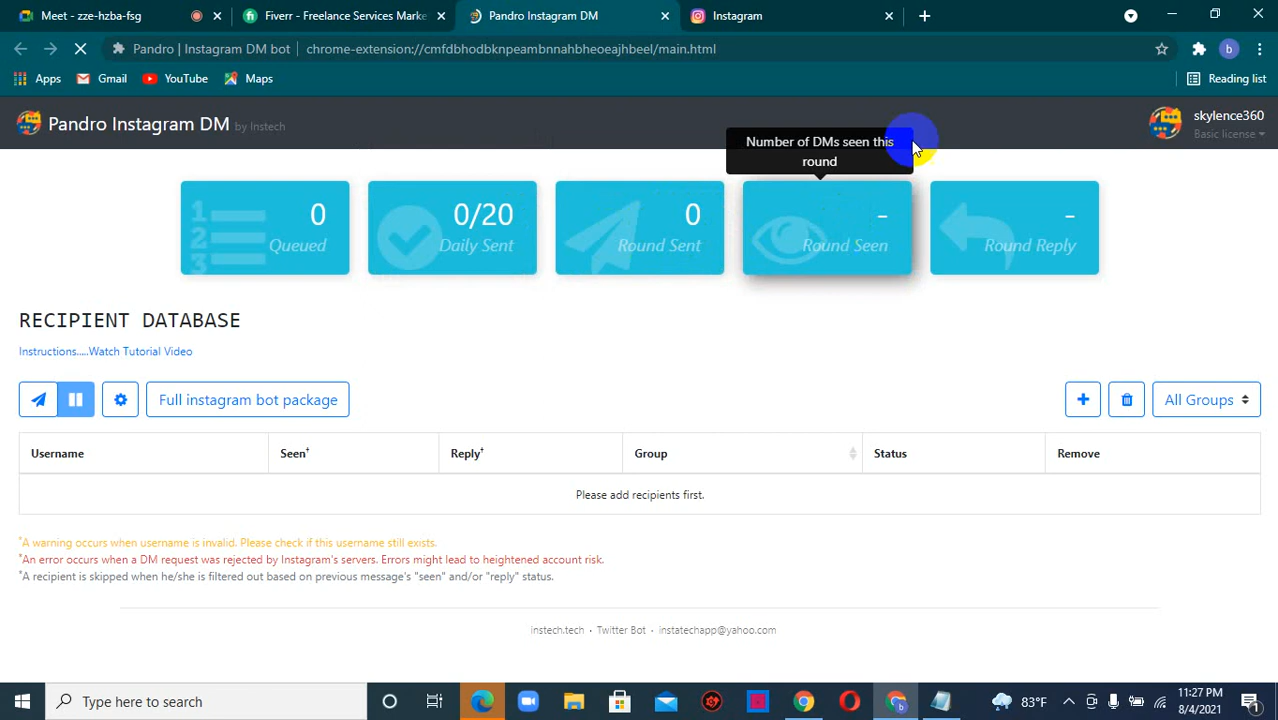 Meet - zze-hzba-fsg
Fiverr - Freelance Services Marke
Pandro Instagram DM
Instagram
Pandro | Instagram DM bot
chrome-extension://cmfdbhodbknpeambnnahbheoeajhbeel/main.html
b
Apps
Gmail
YouTube
Maps
Reading list
Pandro Instagram DM by Instech
skylence360
Basic license
Number of DMs seen this
round
1
2
3
0
Queued
0/20
Daily Sent
0
Round Sent
-
Round Seen
-
Round Reply
RECIPIENT DATABASE
Instructions.....Watch Tutorial Video
Full instagram bot package
All Groups
Username
Seen†
Reply†
Group
Status
Remove
Please add recipients first.
*A warning occurs when username is invalid. Please check if this username still exists.
*An error occurs when a DM request was rejected by Instagram's servers. Errors might lead to heightened account risk.
*A recipient is skipped when he/she is filtered out based on previous message's "seen" and/or "reply" status.
instech.tech · Twitter Bot · instatechapp@yahoo.com
Type here to search
b
83°F
11:27 PM
8/4/2021
1